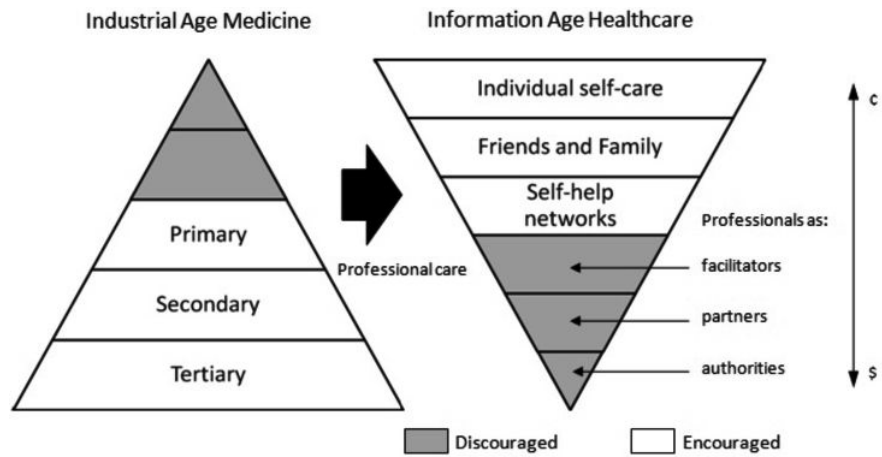 Industrial Age Medicine
Information Age Healthcare
Primary
Secondary
Tertiary
Individual self-care
Friends and Family
Self-help
networks
Professional care
Professionals as:
facilitators
partners
authorities
¢
$
Discouraged
Encouraged